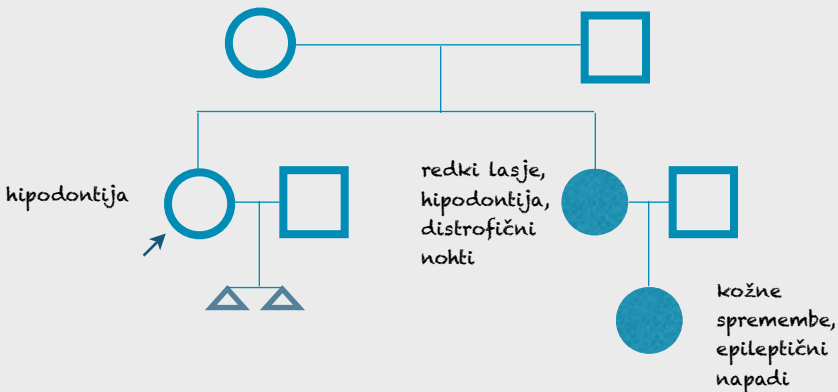 hipodontija
redki lasje,
hipodontija,
distrofični
nohti
kožne
spremembe,
epileptični
napadi